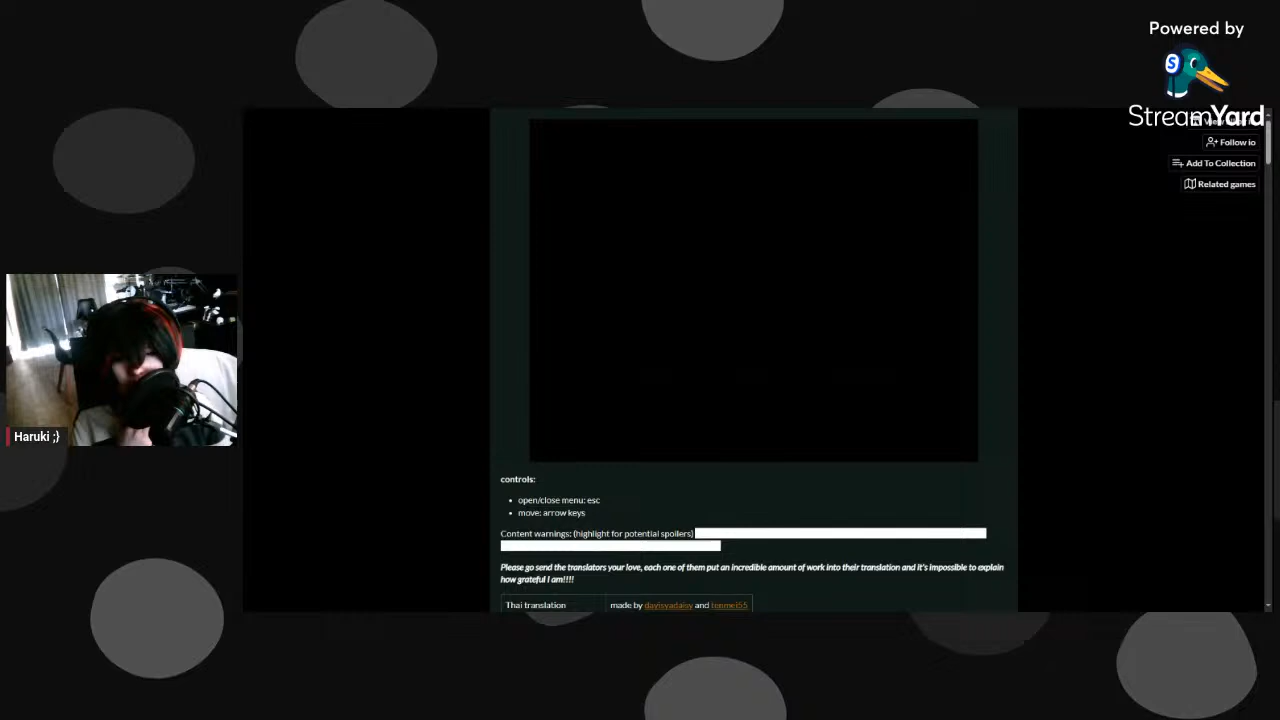 Powered by
StreamYard
Follow io
Add To Collection
Related games
Haruki ;}
controls:
open/close menu: esc
move: arrow keys
Content warnings: (highlight for potential spoilers)
Please go send the translators your love, each one of them put an incredible amount of work into their translation and it's impossible to explain
how grateful I am!!!!
Thai translation made by davisyadaisy and tonmei55